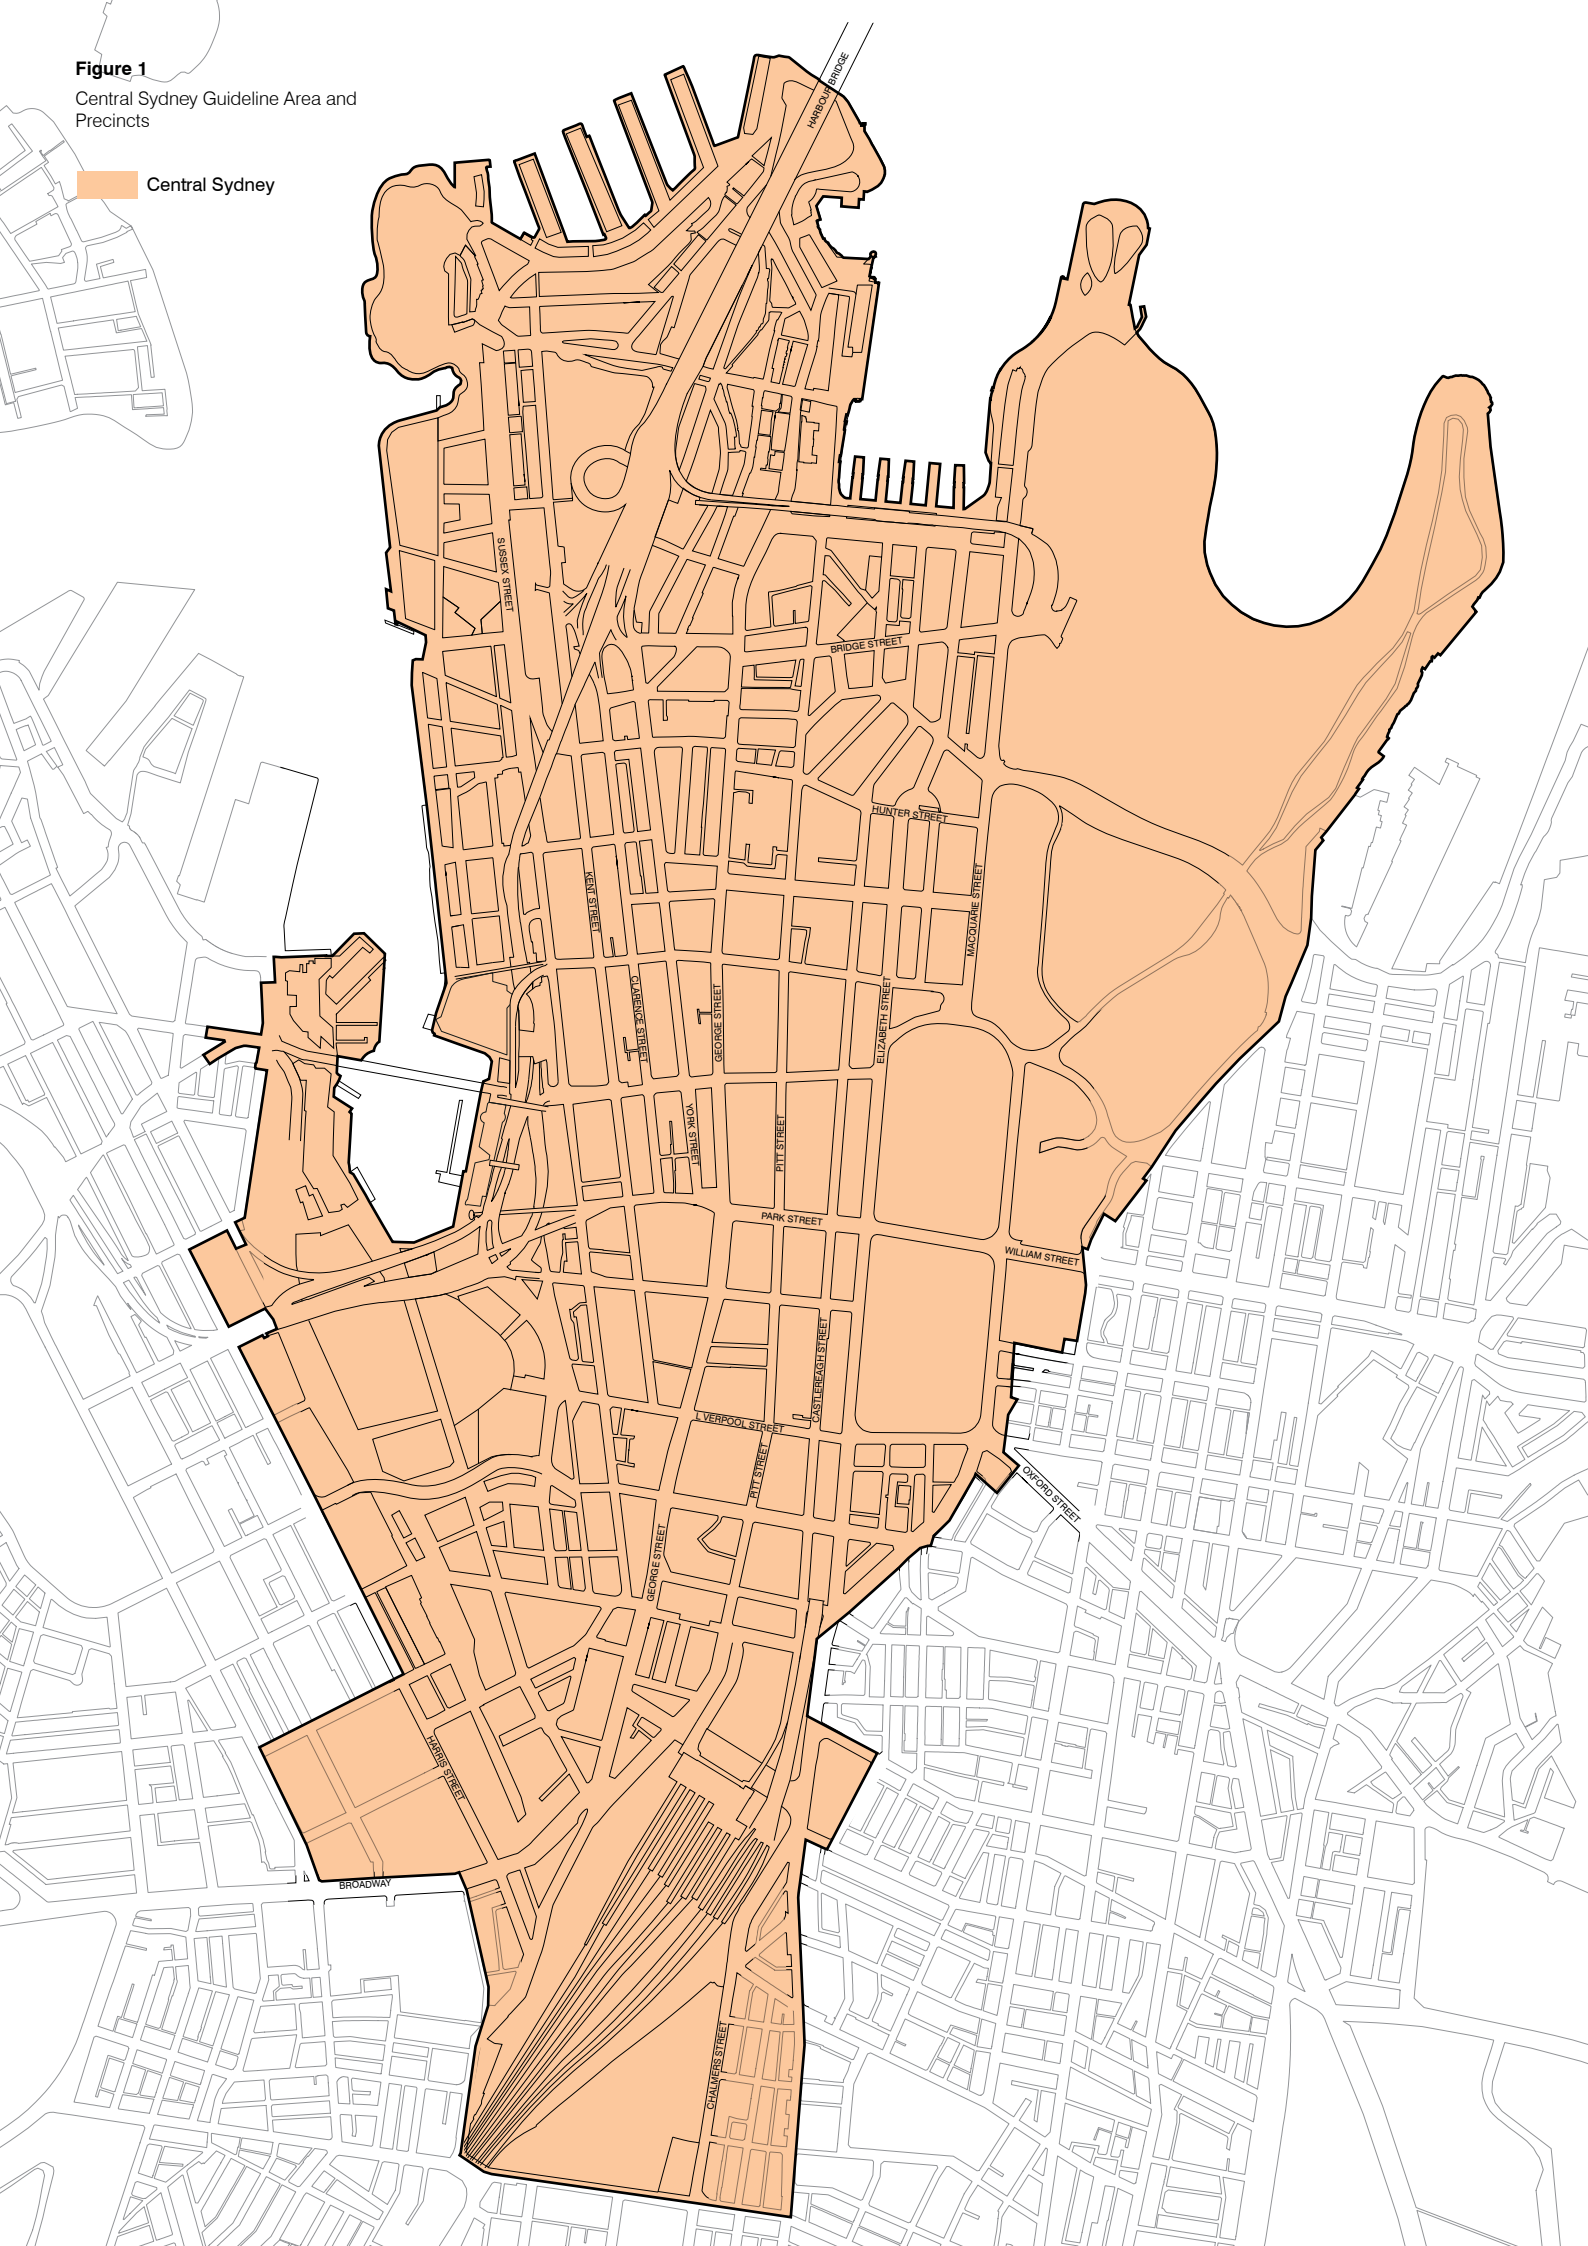 Figure 1
Central Sydney Guideline Area and
Precincts
Central Sydney
HARBOUR BRIDGE
SUSSEX STREET
BRIDGE STREET
HUNTER STREET
KENT STREET
MACQUARIE STREET
CLARENCE STREET
GEORGE STREET
ELIZABETH STREET
YORK STREET
PITT STREET
PARK STREET
WILLIAM STREET
CASTLEREAGH STREET
L VERPOOL STREET
PITT STREET
OXFORD STREET
GEORGE STREET
HARRIS STREET
BROADWAY
CHALMERS STREET